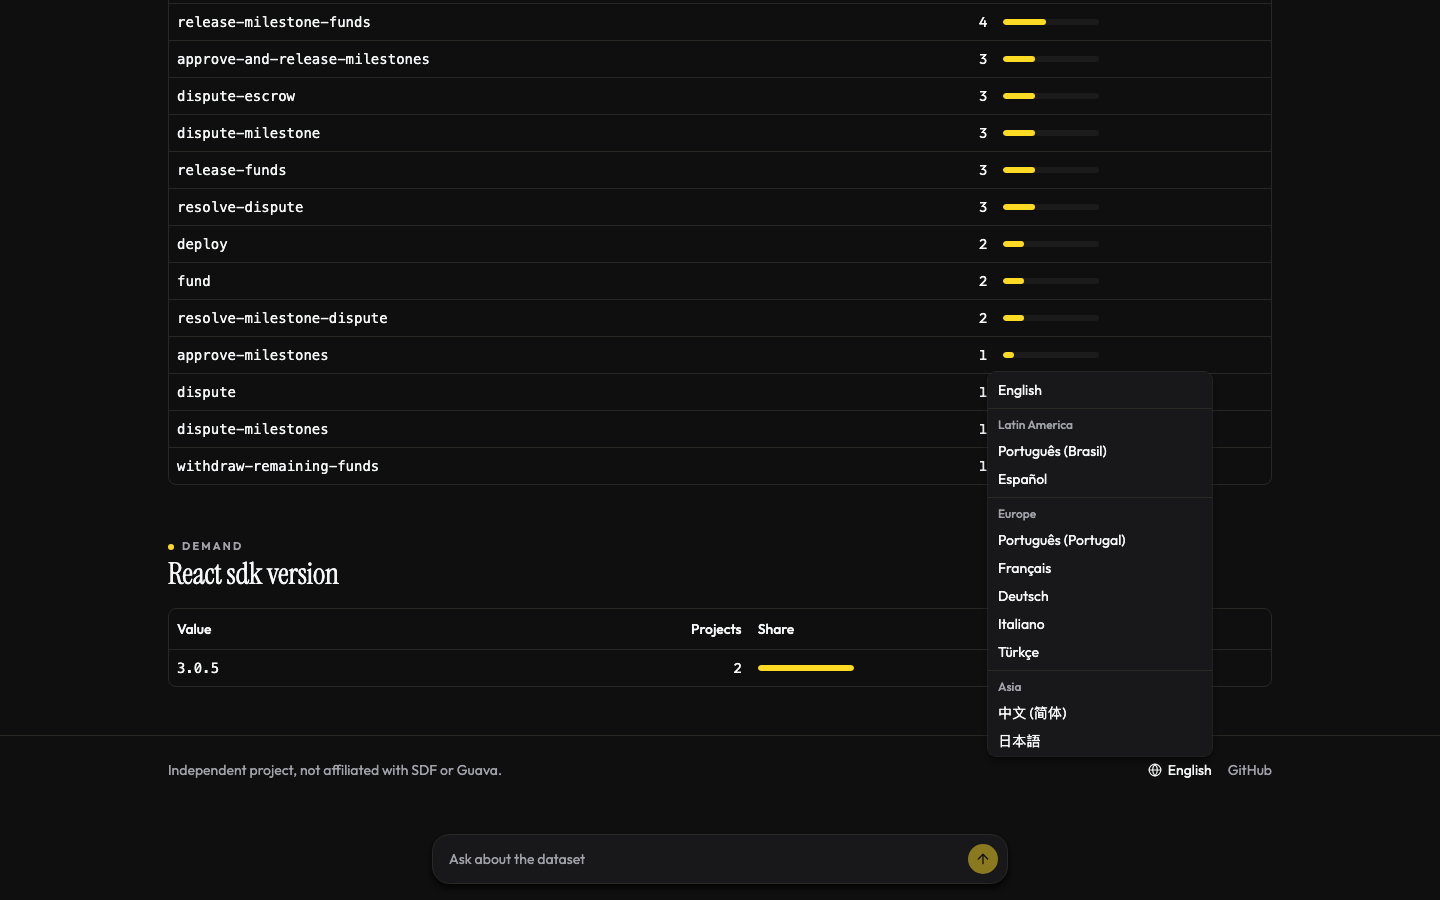 release-milestone-funds 4
approve-and-release-milestones 3
dispute-escrow 3
dispute-milestone 3
release-funds 3
resolve-dispute 3
deploy 2
fund 2
resolve-milestone-dispute 2
approve-milestones 1
dispute 1
dispute-milestones 1
withdraw-remaining-funds 1
English
Latin America
Português (Brasil)
Español
Europe
Português (Portugal)
Français
Deutsch
Italiano
Türkçe
Asia
中文 (简体)
日本語
DEMAND
React sdk version
Value Projects Share
3.0.5 2
Independent project, not affiliated with SDF or Guava.
English GitHub
Ask about the dataset